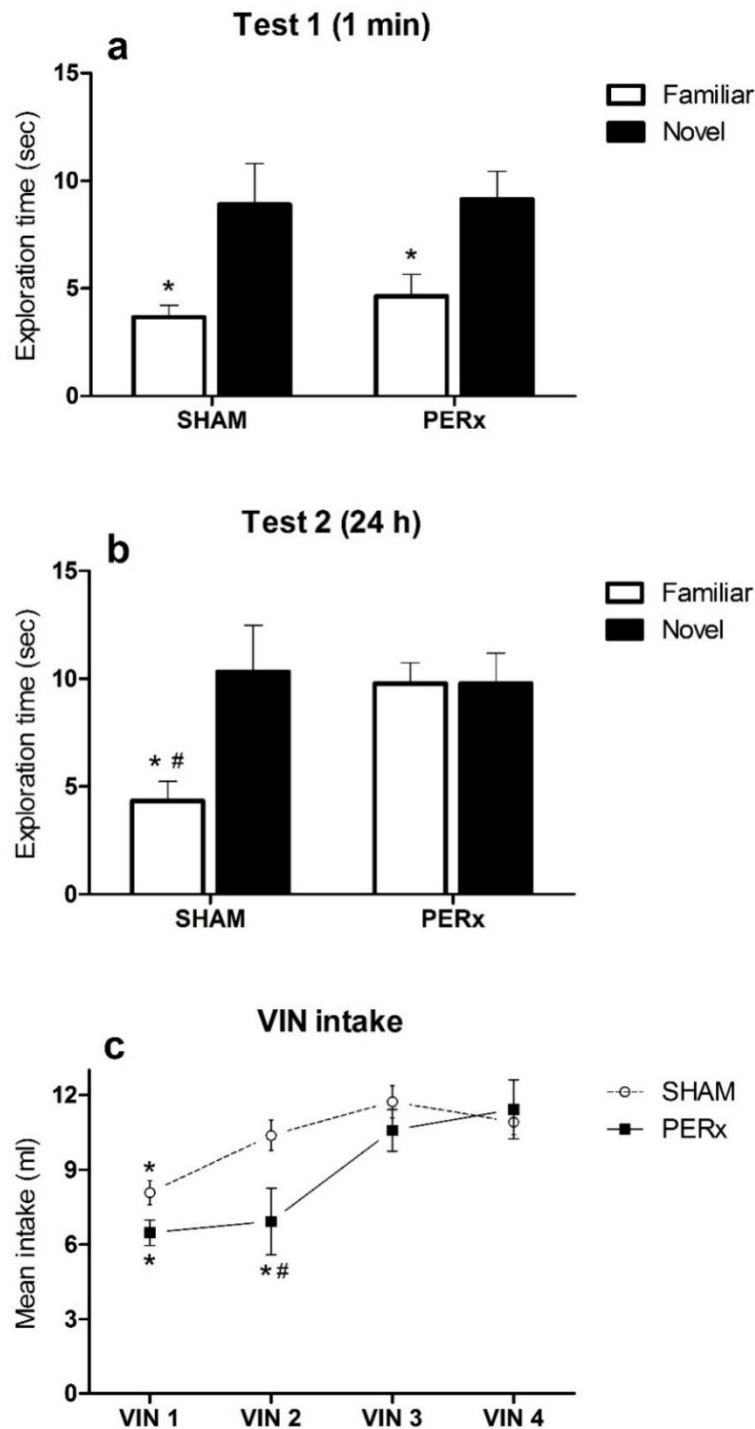 Test 1 (1 min)
a
Exploration time (sec)
15
10
5
0
*
*
SHAM
PERx
Familiar
Novel
Test 2 (24 h)
b
Exploration time (sec)
15
10
5
0
* #
SHAM
PERx
Familiar
Novel
VIN intake
c
Mean intake (ml)
12
9
6
3
0
*
*
*#
VIN 1
VIN 2
VIN 3
VIN 4
SHAM
PERx